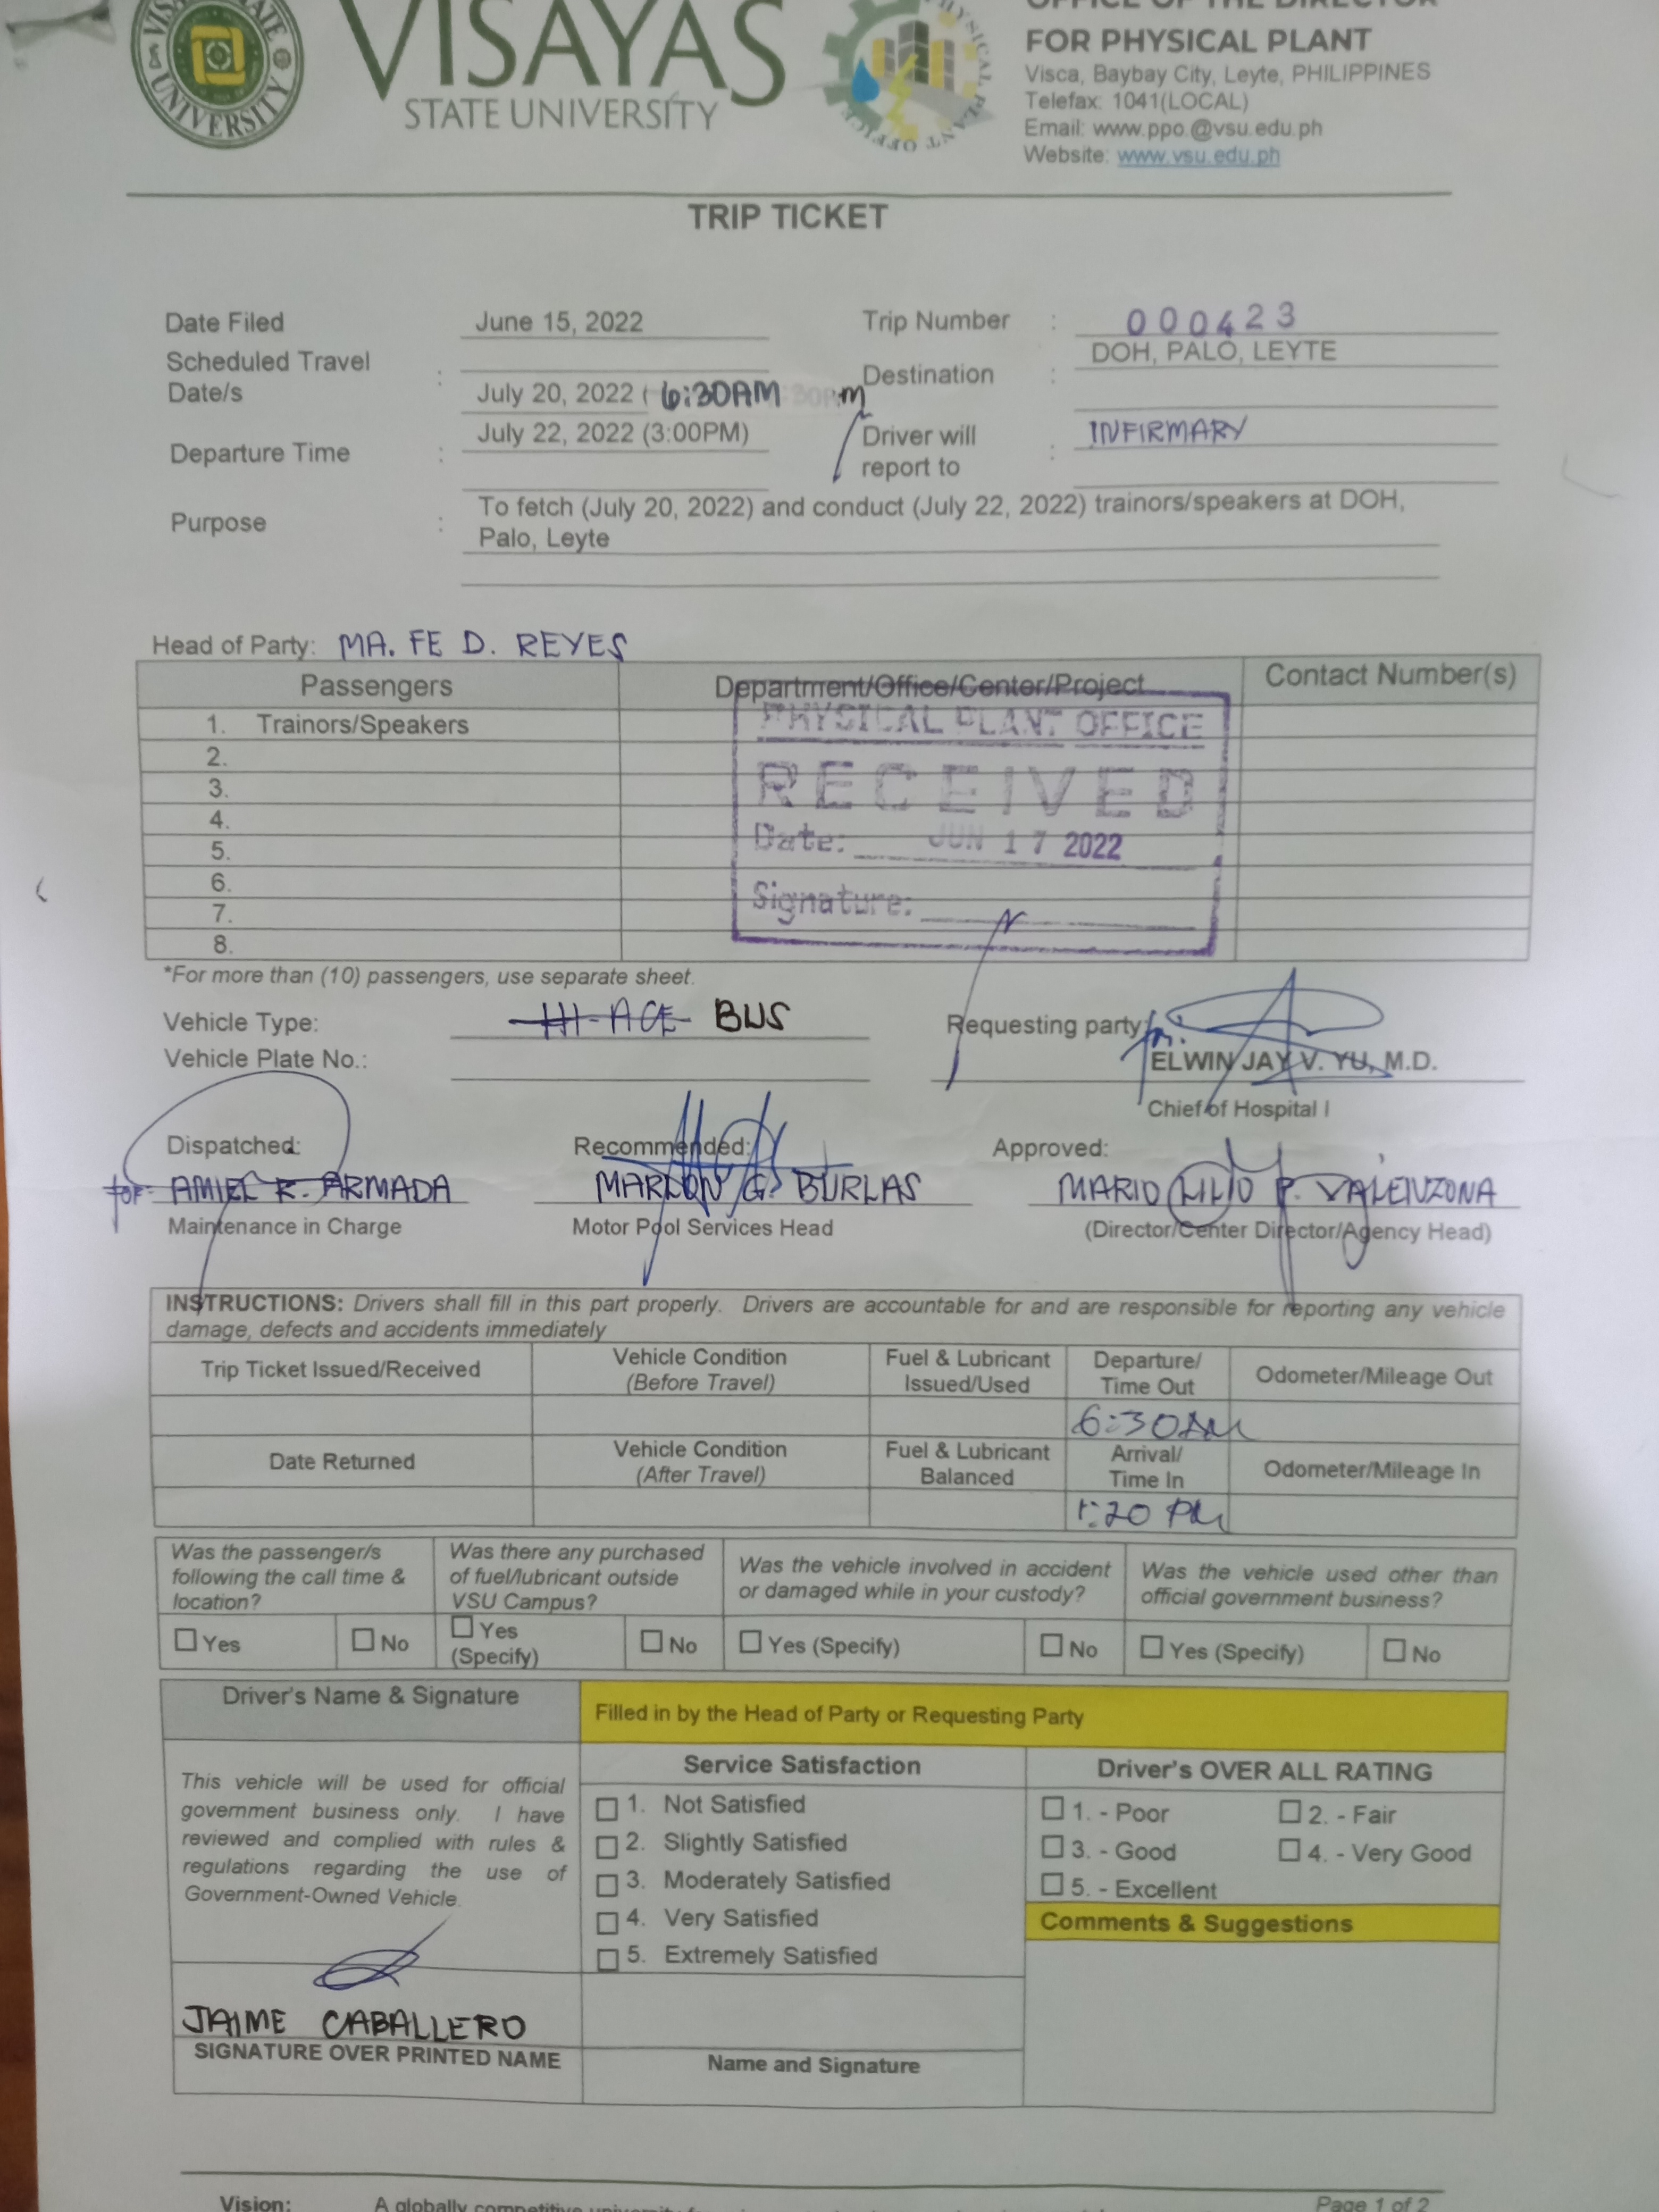 VISAYAS
STATE UNIVERSITY
UNIVERSITY
OFFICE OF THE DIRECTOR
FOR PHYSICAL PLANT
Visca, Baybay City, Leyte, PHILIPPINES
Telefax: 1041(LOCAL)
Email: www.ppo.@vsu.edu.ph
Website: www.vsu.edu.ph
TRIP TICKET
Date Filed June 15, 2022 Trip Number : 000423
Scheduled Travel Date/s : July 20, 2022 ( 6:30AM Destination : DOH, PALO, LEYTE
Departure Time : July 22, 2022 (3:00PM) Driver will report to : INFIRMARY
Purpose : To fetch (July 20, 2022) and conduct (July 22, 2022) trainors/speakers at DOH,
Palo, Leyte
Head of Party: MA. FE D. REYES
Passengers Department/Office/Center/Project Contact Number(s)
1. Trainors/Speakers
2.
3.
4.
5.
6.
7.
8.
PHYSICAL PLANT OFFICE
RECEIVED
Date: JUN 17 2022
Signature:
*For more than (10) passengers, use separate sheet.
Vehicle Type: HI-ACE BUS Requesting party: for:
Vehicle Plate No.: ELWIN JAY V. YU, M.D.
Chief of Hospital I
Dispatched: Recommended: Approved:
for: AMIEL R. ARMADA MARLON G. BURLAS MARIO LILIO P. VALENZONA
Maintenance in Charge Motor Pool Services Head (Director/Center Director/Agency Head)
INSTRUCTIONS: Drivers shall fill in this part properly. Drivers are accountable for and are responsible for reporting any vehicle
damage, defects and accidents immediately
Trip Ticket Issued/Received Vehicle Condition (Before Travel) Fuel & Lubricant Issued/Used Departure/ Time Out Odometer/Mileage Out
6:30AM
Date Returned Vehicle Condition (After Travel) Fuel & Lubricant Balanced Arrival/ Time In Odometer/Mileage In
1:20 PM
Was the passenger/s following the call time & location? Was there any purchased of fuel/lubricant outside VSU Campus? Was the vehicle involved in accident or damaged while in your custody? Was the vehicle used other than official government business?
Yes No Yes (Specify) No Yes (Specify) No Yes (Specify) No
Driver's Name & Signature Filled in by the Head of Party or Requesting Party
This vehicle will be used for official
government business only. I have
reviewed and complied with rules &
regulations regarding the use of
Government-Owned Vehicle.
JAIME CABALLERO
SIGNATURE OVER PRINTED NAME
Service Satisfaction
1. Not Satisfied
2. Slightly Satisfied
3. Moderately Satisfied
4. Very Satisfied
5. Extremely Satisfied
Name and Signature
Driver's OVER ALL RATING
1. - Poor 2. - Fair
3. - Good 4. - Very Good
5. - Excellent
Comments & Suggestions
Vision: A globally competitive university
Page 1 of 2